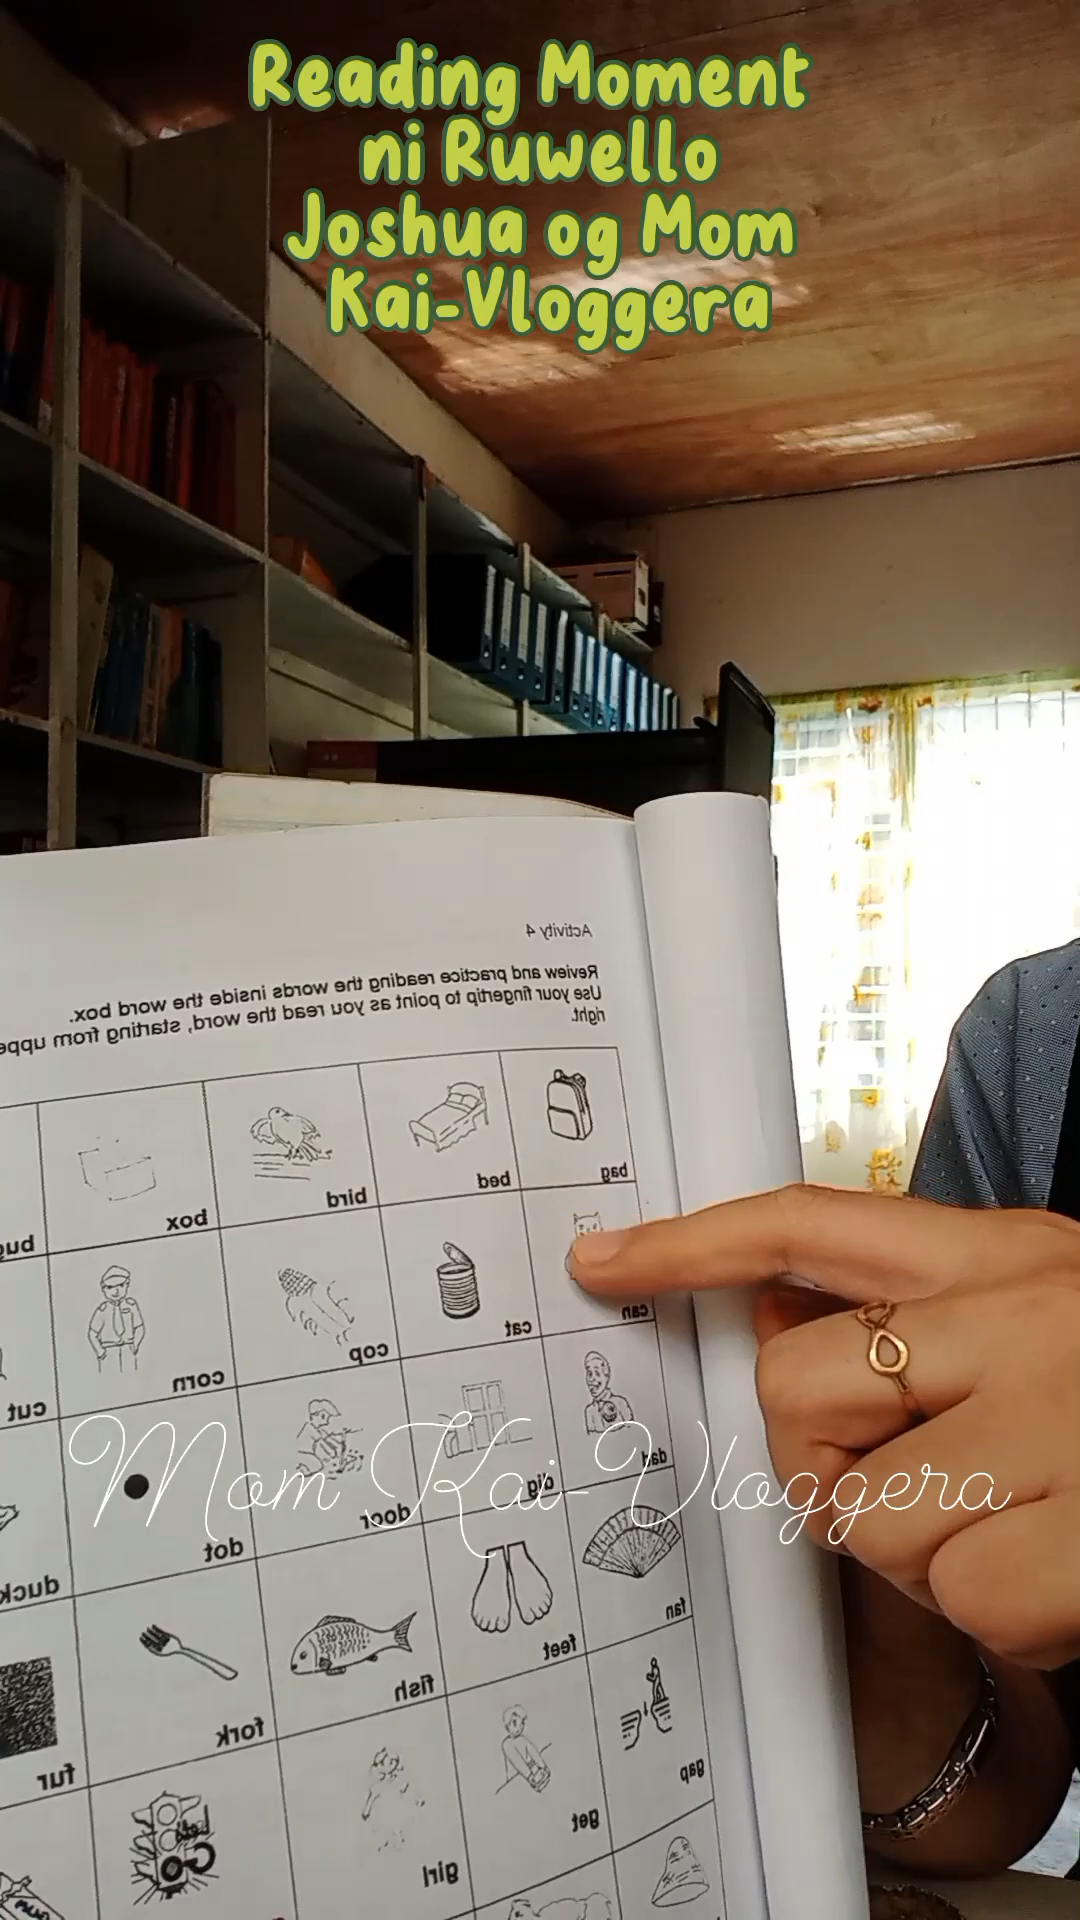 Reading Moment
ni Ruwello
Joshua og Mom
Kai-Vloggera
Activity 4
Review and practice reading the words inside the word box.
Use your fingertip to point as you read the word, starting from
right.
bag bed bird box bug
can cat cop corn cut
dad dig door dot duck
fan feet fish fork fur
gap get girl GO
Mom Kai-Vloggera